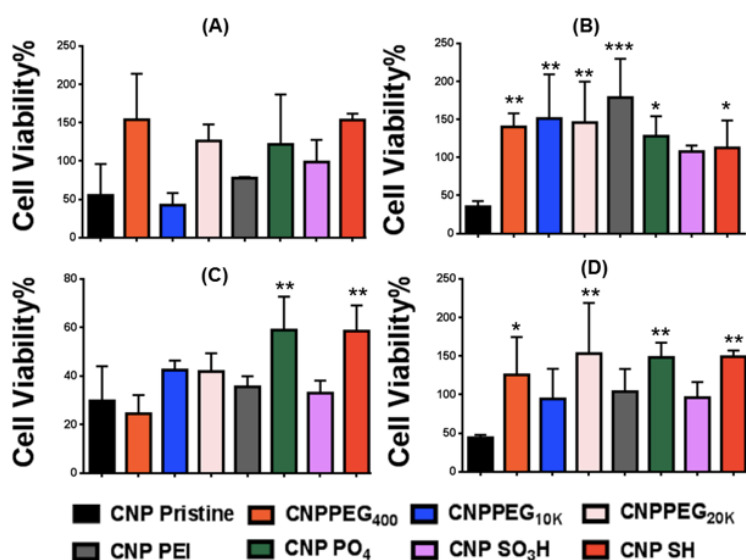 (A)
Cell Viability%
250
200
150
100
50
0
(B)
Cell Viability%
250
200
150
100
50
0
** ** ** *** * *
(C)
Cell Viability%
80
60
40
20
0
** **
(D)
Cell Viability%
250
200
150
100
50
0
* ** ** **
CNP Pristine CNPPEG400 CNPPEG10K CNPPEG20K
CNP PEI CNP PO4 CNP SO3H CNP SH